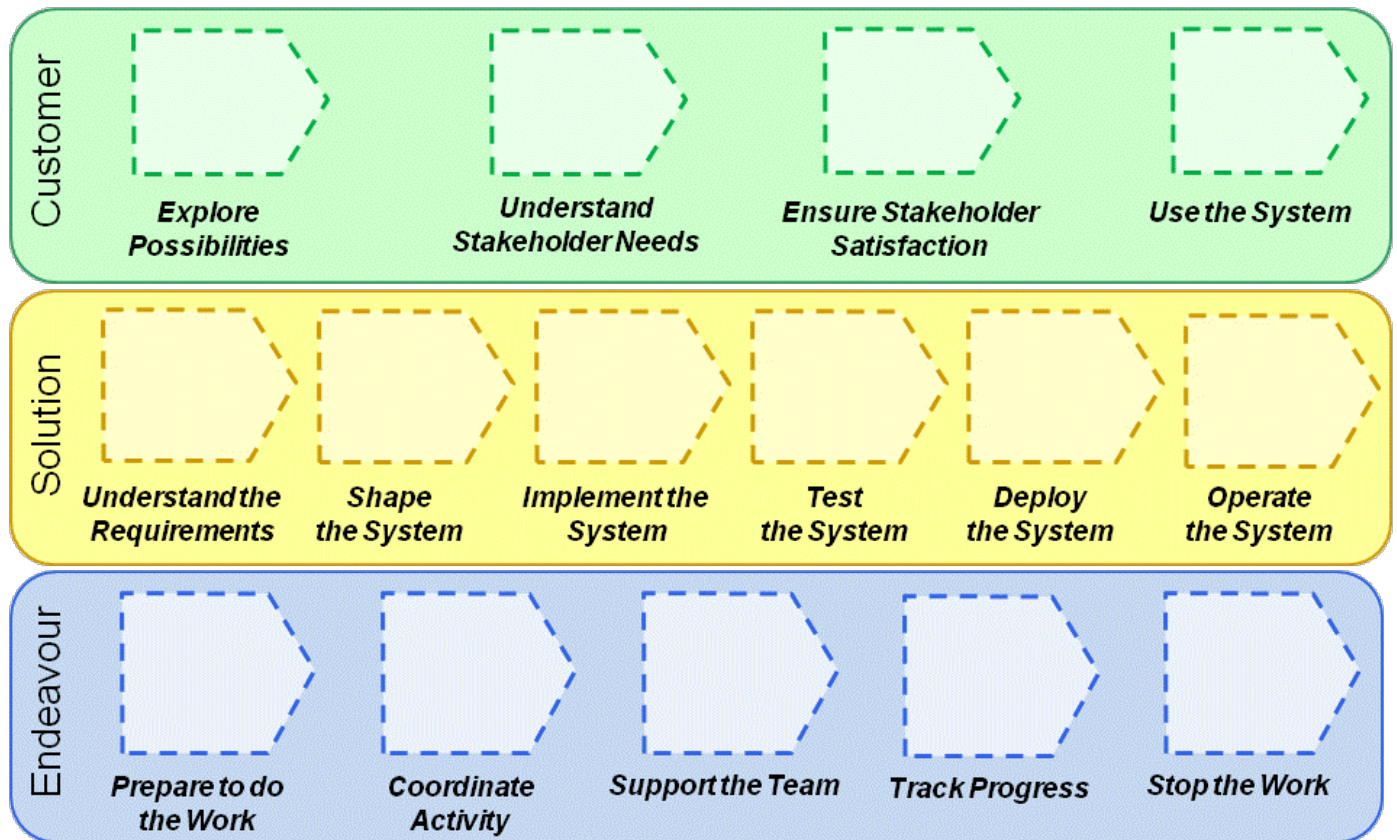 Customer
Explore
Possibilities
Understand
Stakeholder Needs
Ensure Stakeholder
Satisfaction
Use the System
Solution
Understand the
Requirements
Shape
the System
Implement the
System
Test
the System
Deploy
the System
Operate
the System
Endeavour
Prepare to do
the Work
Coordinate
Activity
Support the Team
Track Progress
Stop the Work